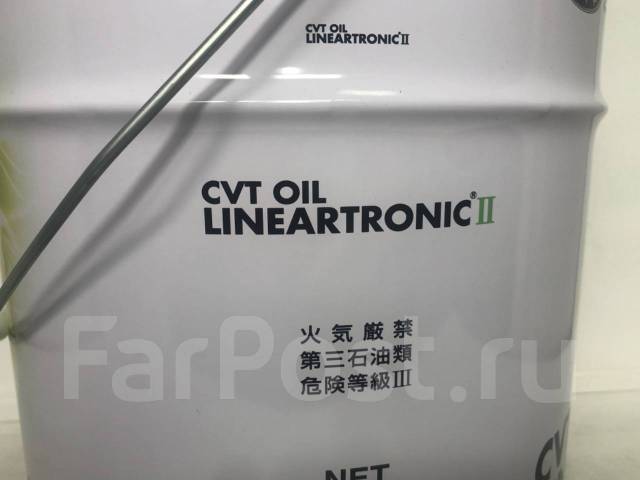 CVT OIL
LINEARTRONIC II
CVT OIL
LINEARTRONIC® II
火気厳禁
第三石油類
危険等級III
FarPost.ru
NET
CV